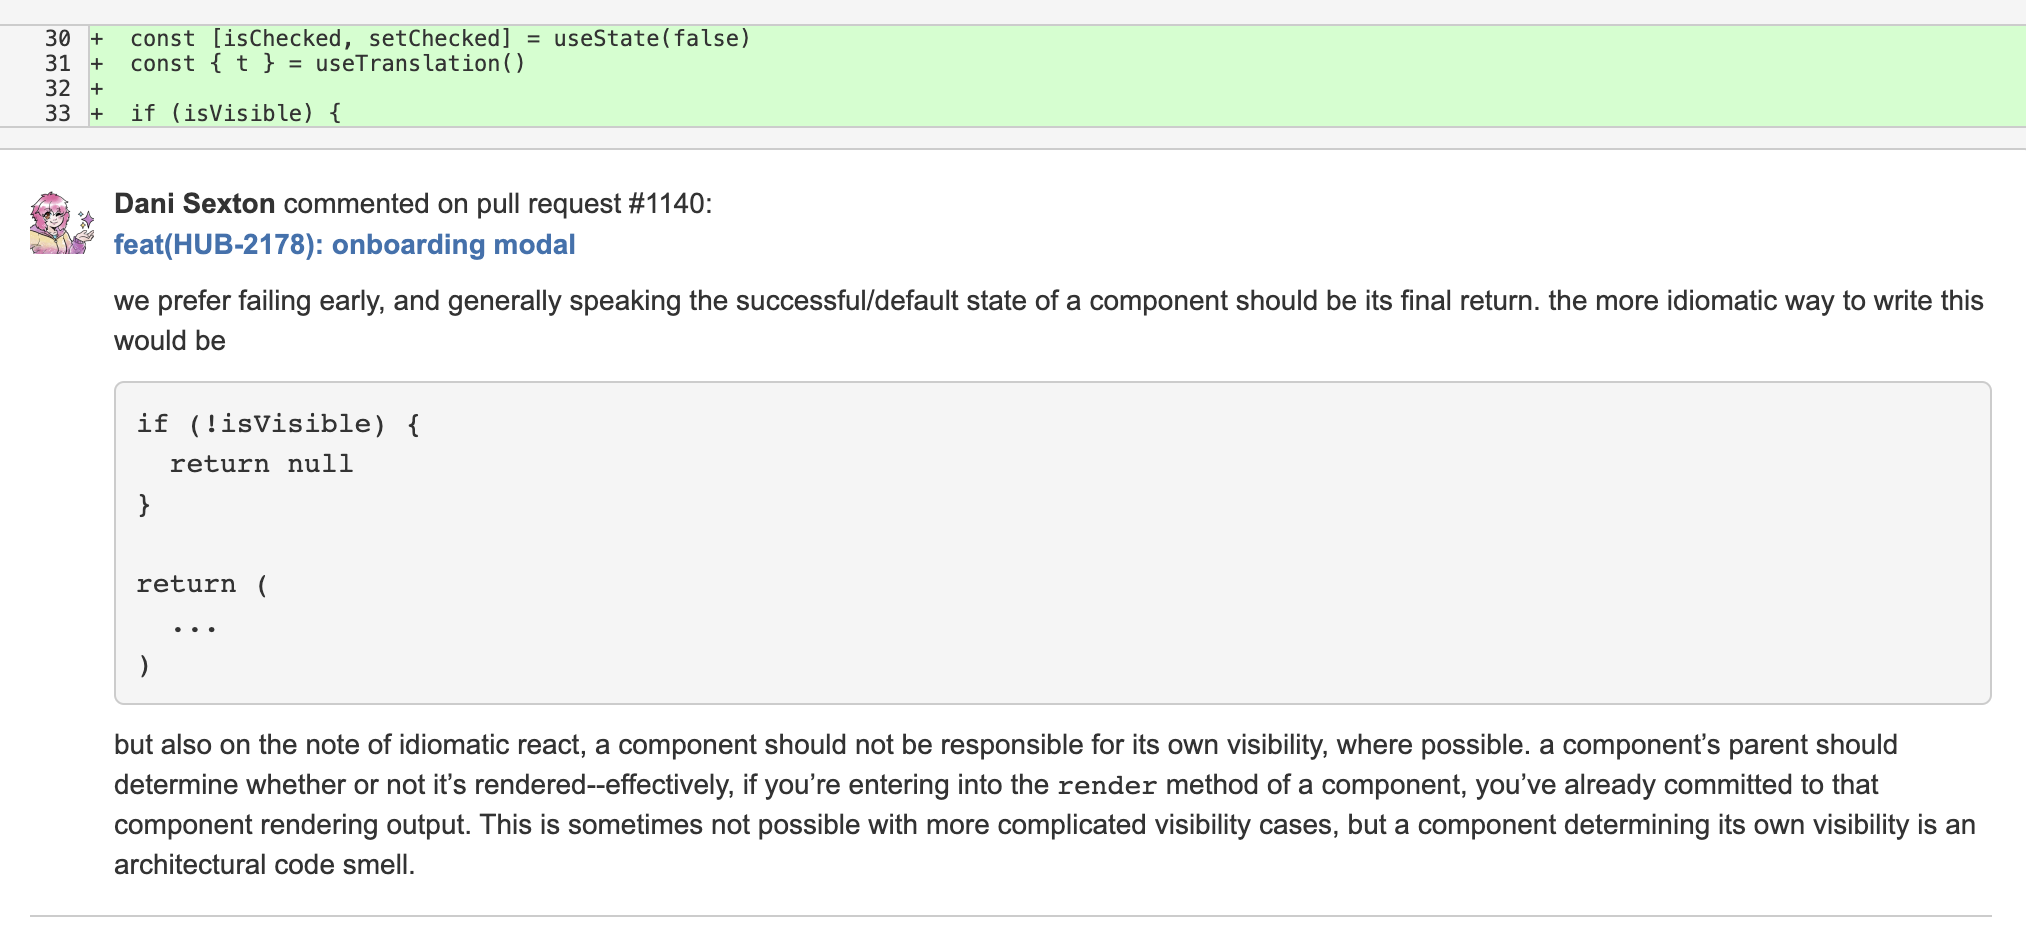 30 + const [isChecked, setChecked] = useState(false)
31 + const { t } = useTranslation()
32 +
33 + if (isVisible) {
Dani Sexton commented on pull request #1140:
feat(HUB-2178): onboarding modal
we prefer failing early, and generally speaking the successful/default state of a component should be its final return. the more idiomatic way to write this
would be
if (!isVisible) {
  return null
}
return (
  ...
)
but also on the note of idiomatic react, a component should not be responsible for its own visibility, where possible. a component’s parent should
determine whether or not it’s rendered--effectively, if you’re entering into the render method of a component, you’ve already committed to that
component rendering output. This is sometimes not possible with more complicated visibility cases, but a component determining its own visibility is an
architectural code smell.